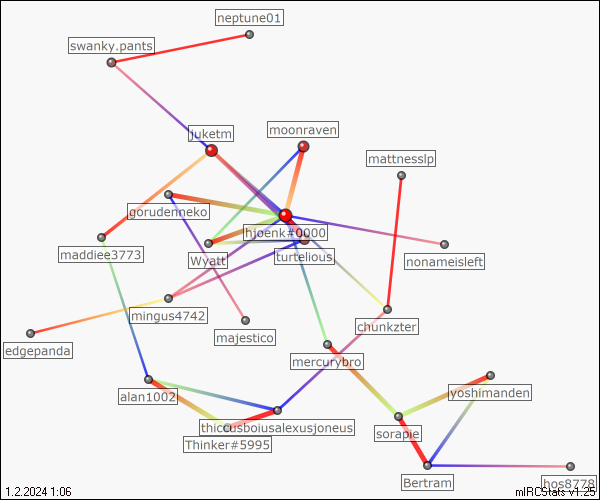 neptune01
swanky.pants
juketm
moonraven
mattnesslp
gorudenneko
hjoenk#0000
maddiee3773
Wyatt
turtelious
nonameisleft
mingus4742
majestico
chunkzter
edgepanda
mercurybro
alan1002
yoshimanden
thiccusboiusalexusjoneus
sorapie
Thinker#5995
Bertram
hos8778
1.2.2024 1:06
mIRCStats v1.25